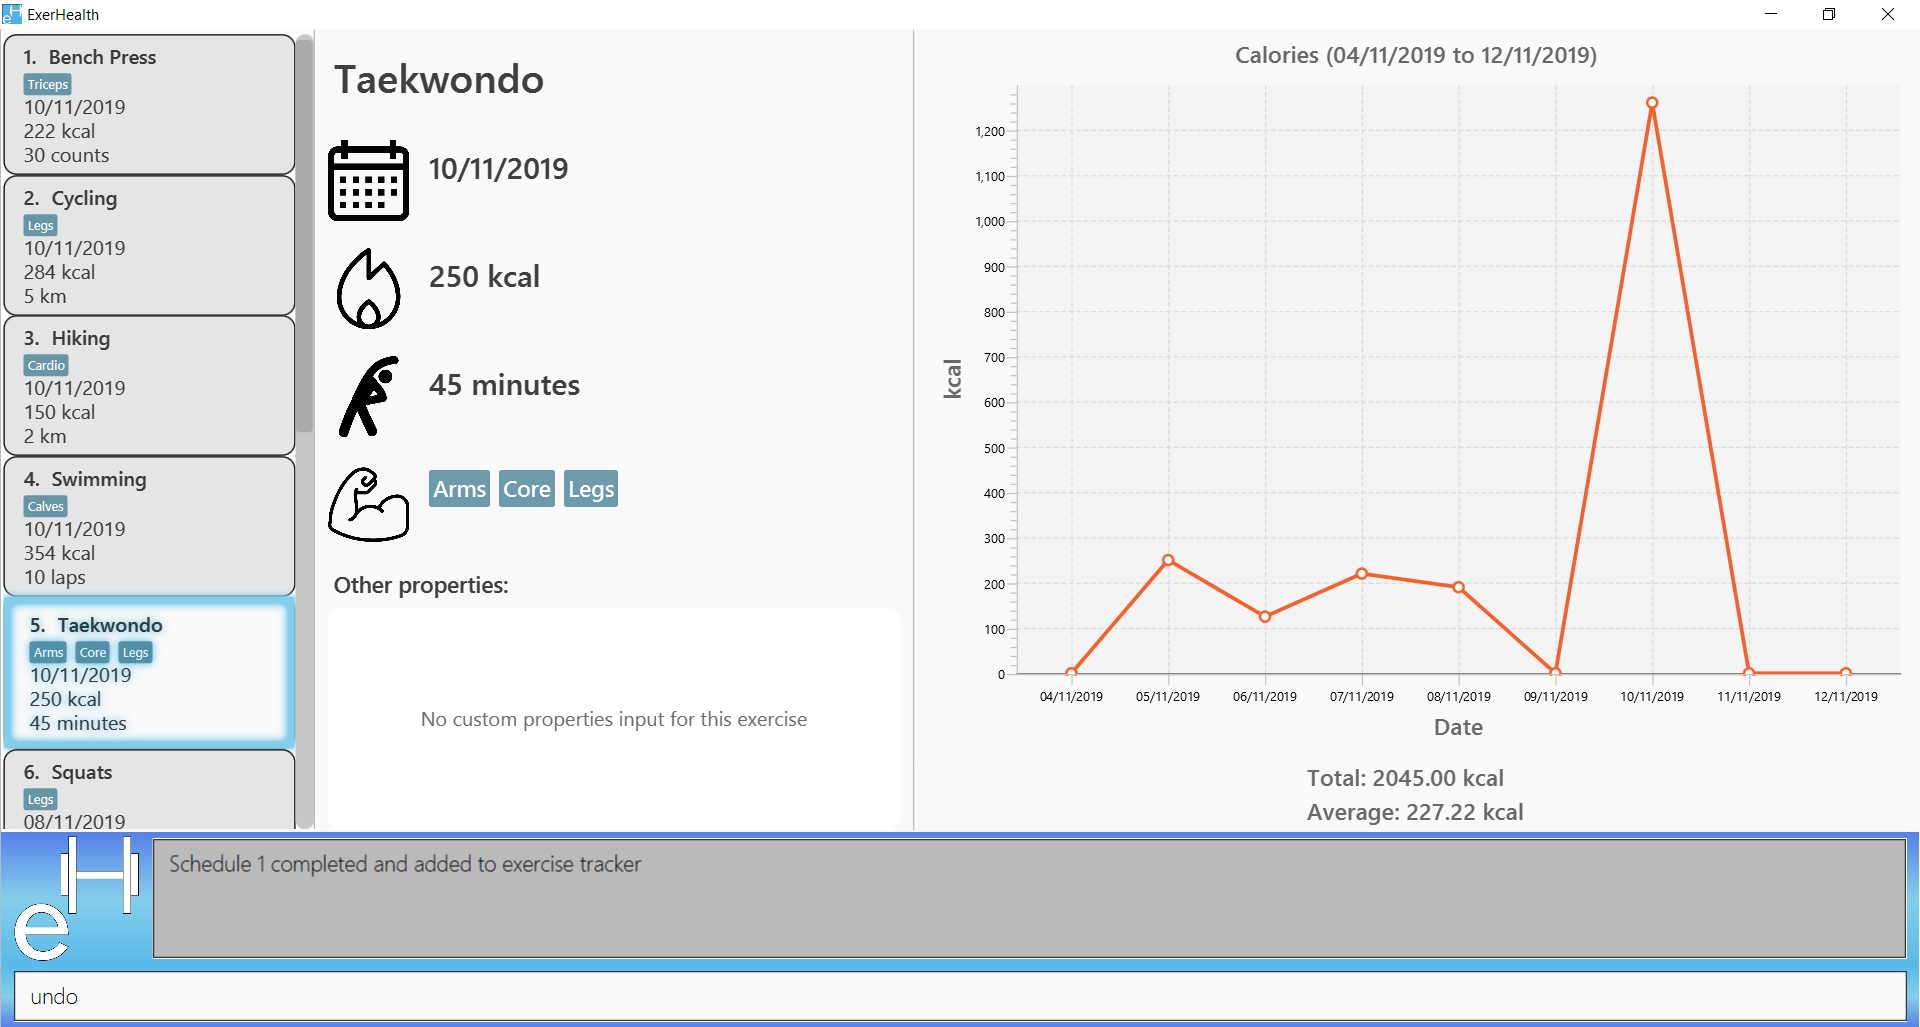 ExerHealth
1. Bench Press
Triceps
10/11/2019
222 kcal
30 counts
2. Cycling
Legs
10/11/2019
284 kcal
5 km
3. Hiking
Cardio
10/11/2019
150 kcal
2 km
4. Swimming
Calves
10/11/2019
354 kcal
10 laps
5. Taekwondo
Arms Core Legs
10/11/2019
250 kcal
45 minutes
6. Squats
Legs
08/11/2019
Taekwondo
10/11/2019
250 kcal
45 minutes
Arms Core Legs
Other properties:
No custom properties input for this exercise
Calories (04/11/2019 to 12/11/2019)
kcal
1,200
1,100
1,000
900
800
700
600
500
400
300
200
100
0
04/11/2019 05/11/2019 06/11/2019 07/11/2019 08/11/2019 09/11/2019 10/11/2019 11/11/2019 12/11/2019
Date
Total: 2045.00 kcal
Average: 227.22 kcal
eH
Schedule 1 completed and added to exercise tracker
undo